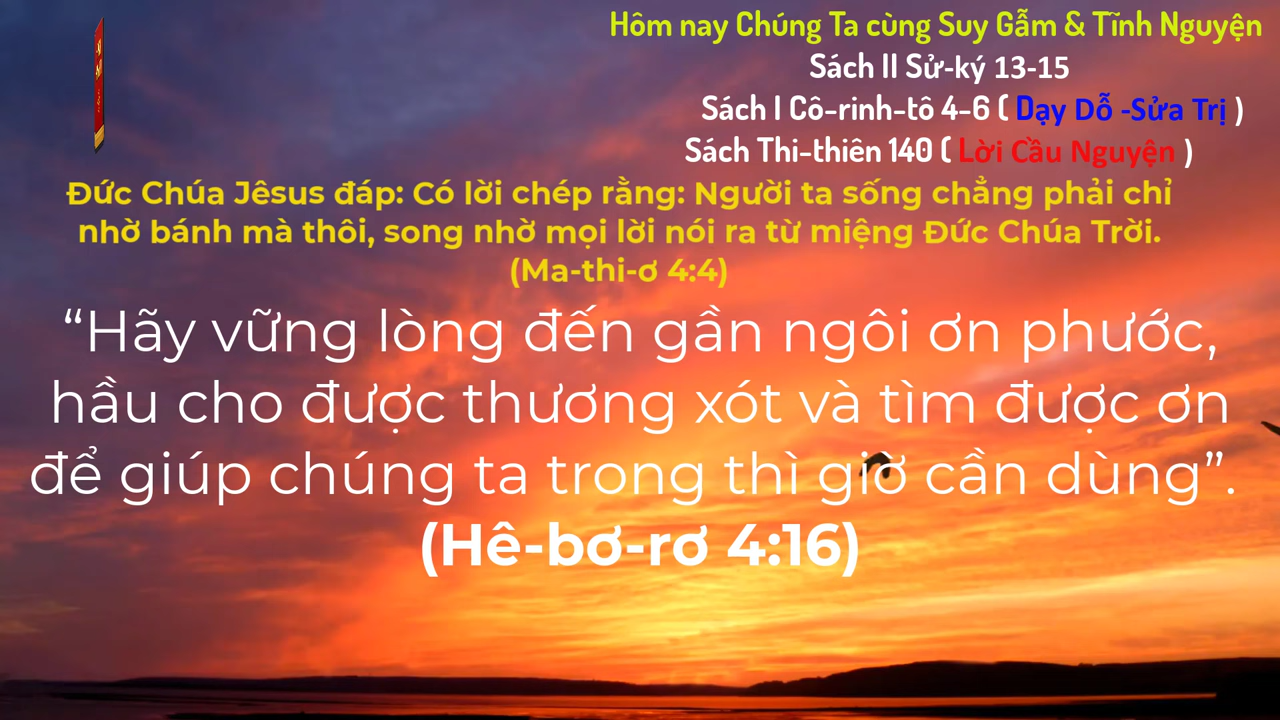 Hôm nay Chúng Ta cùng Suy Gẫm & Tĩnh Nguyện
Sách II Sử-ký 13-15
Sách I Cô-rinh-tô 4-6 ( Dạy Dỗ -Sửa Trị )
Sách Thi-thiên 140 ( Lời Cầu Nguyện )
Đức Chúa Jêsus đáp: Có lời chép rằng: Người ta sống chẳng phải chỉ
nhờ bánh mà thôi, song nhờ mọi lời nói ra từ miệng Đức Chúa Trời.
(Ma-thi-ơ 4:4)
“Hãy vững lòng đến gần ngôi ơn phước,
hầu cho được thương xót và tìm được ơn
để giúp chúng ta trong thì giờ cần dùng”.
(Hê-bơ-rơ 4:16)